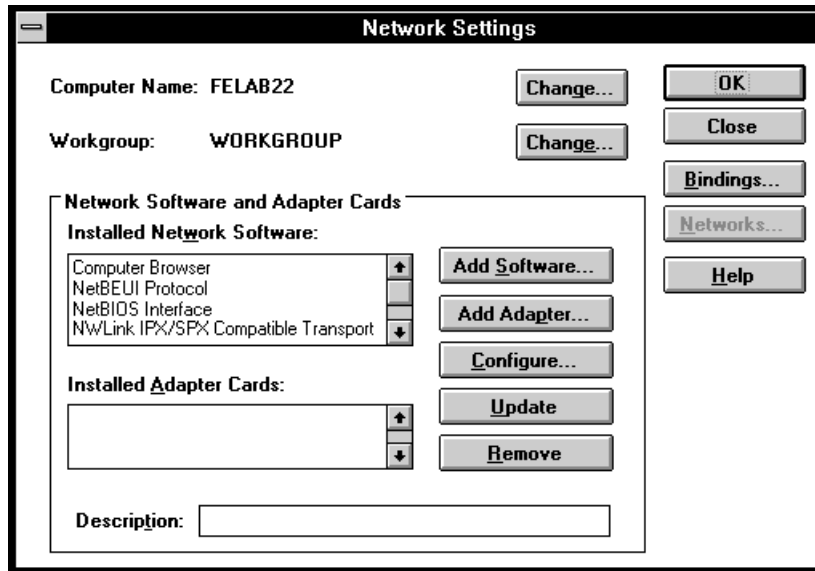 Network Settings
Computer Name: FELAB22
Change...
OK
Workgroup: WORKGROUP
Change...
Close
Bindings...
Networks...
Help
Network Software and Adapter Cards
Installed Network Software:
Computer Browser
NetBEUI Protocol
NetBIOS Interface
NWLink IPX/SPX Compatible Transport
Add Software...
Add Adapter...
Configure...
Installed Adapter Cards:
Update
Remove
Description: